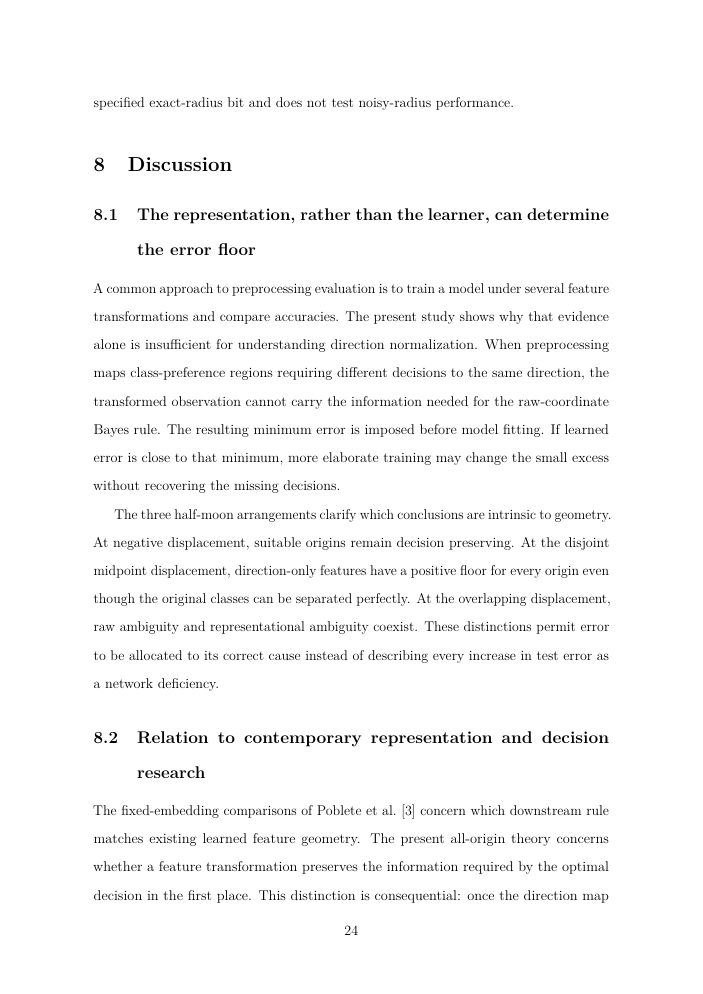 specified exact-radius bit and does not test noisy-radius performance.
8 Discussion
8.1 The representation, rather than the learner, can determine
the error floor
A common approach to preprocessing evaluation is to train a model under several feature
transformations and compare accuracies. The present study shows why that evidence
alone is insufficient for understanding direction normalization. When preprocessing
maps class-preference regions requiring different decisions to the same direction, the
transformed observation cannot carry the information needed for the raw-coordinate
Bayes rule. The resulting minimum error is imposed before model fitting. If learned
error is close to that minimum, more elaborate training may change the small excess
without recovering the missing decisions.
The three half-moon arrangements clarify which conclusions are intrinsic to geometry.
At negative displacement, suitable origins remain decision preserving. At the disjoint
midpoint displacement, direction-only features have a positive floor for every origin even
though the original classes can be separated perfectly. At the overlapping displacement,
raw ambiguity and representational ambiguity coexist. These distinctions permit error
to be allocated to its correct cause instead of describing every increase in test error as
a network deficiency.
8.2 Relation to contemporary representation and decision
research
The fixed-embedding comparisons of Poblete et al. [3] concern which downstream rule
matches existing learned feature geometry. The present all-origin theory concerns
whether a feature transformation preserves the information required by the optimal
decision in the first place. This distinction is consequential: once the direction map
24